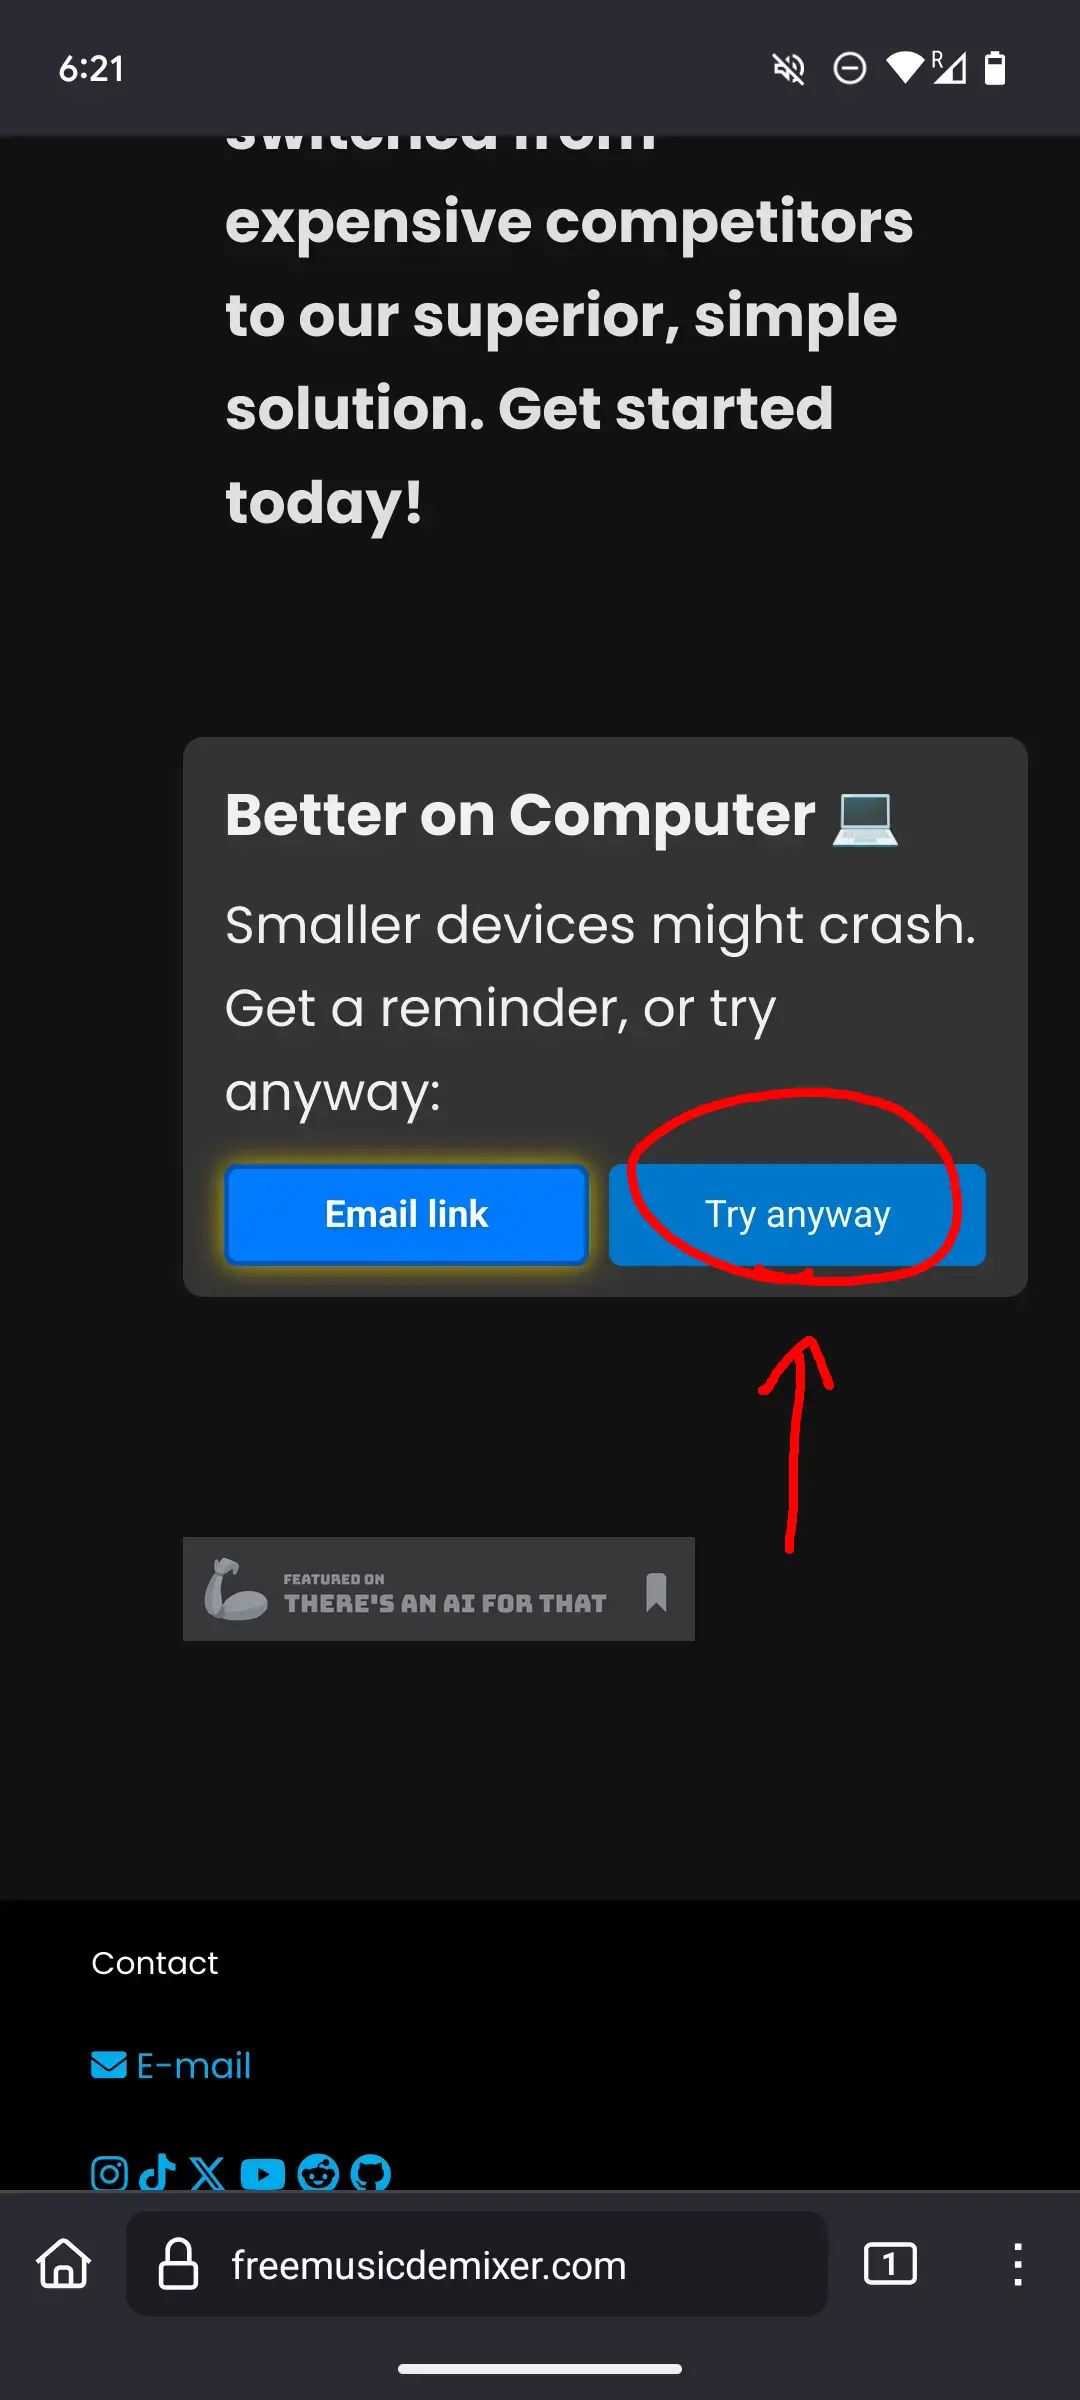 6:21
R
switched from
expensive competitors
to our superior, simple
solution. Get started
today!
Better on Computer 💻
Smaller devices might crash.
Get a reminder, or try
anyway:
Email link
Try anyway
FEATURED ON
THERE'S AN AI FOR THAT
Contact
E-mail
freemusicdemixer.com
1